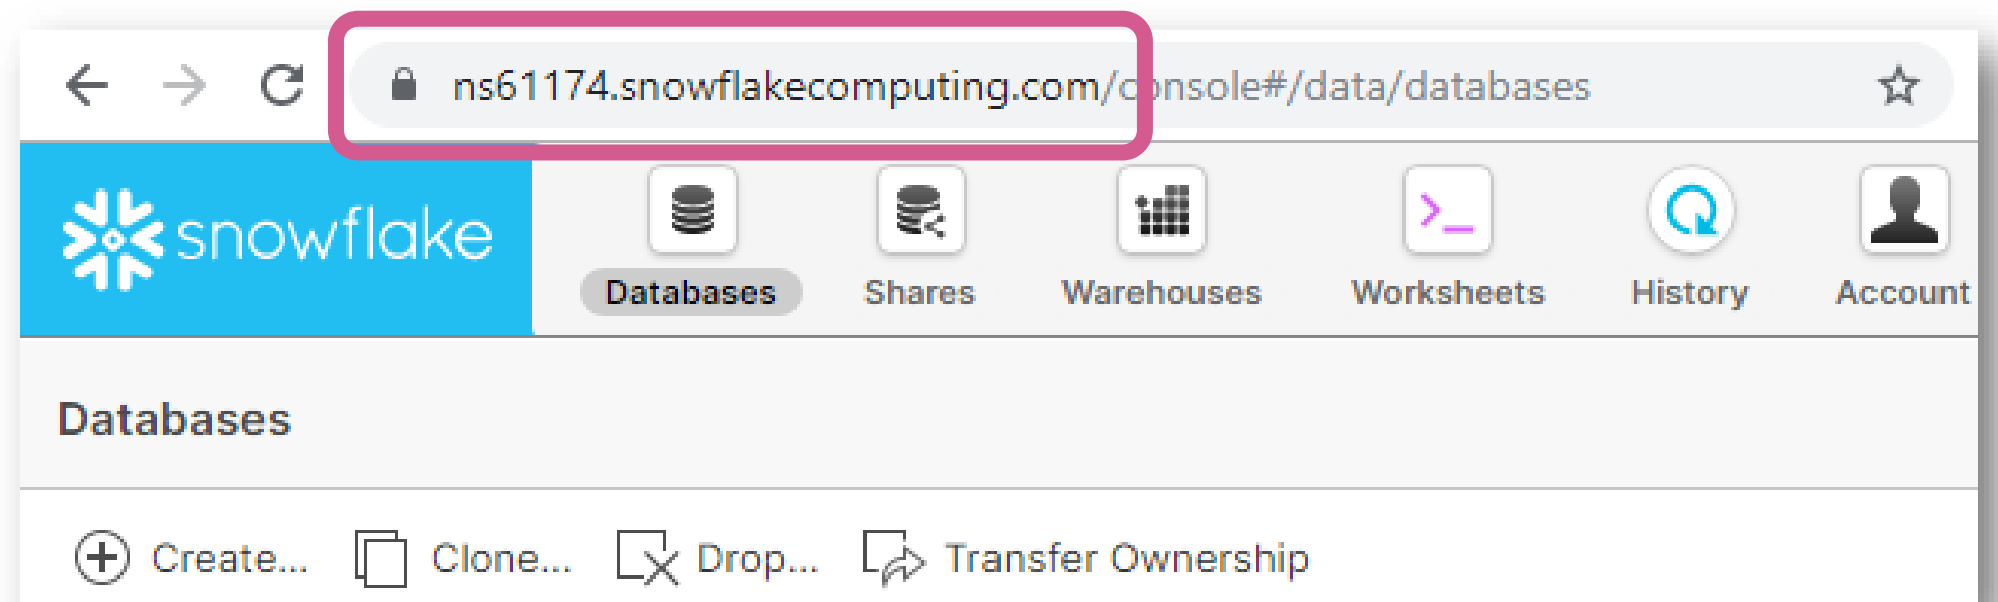 ns61174.snowflakecomputing.com/console#/data/databases
snowflake
Databases Shares Warehouses Worksheets History Account
Databases
Create... Clone... Drop... Transfer Ownership